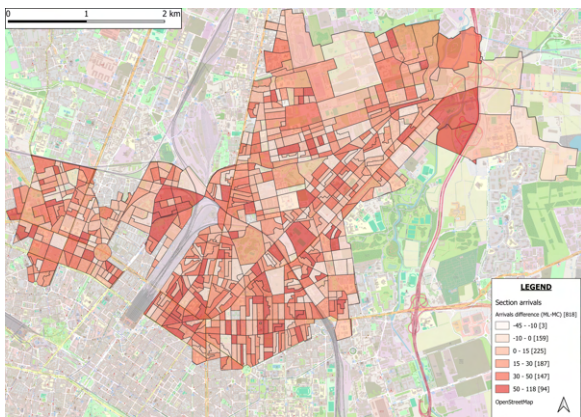 0 1 2 km
LEGEND
Section arrivals
Arrivals difference (ML-MC) [818]
-45 - -10 [3]
-10 - 0 [159]
0 - 15 [225]
15 - 30 [187]
30 - 50 [147]
50 - 118 [94]
OpenStreetMap